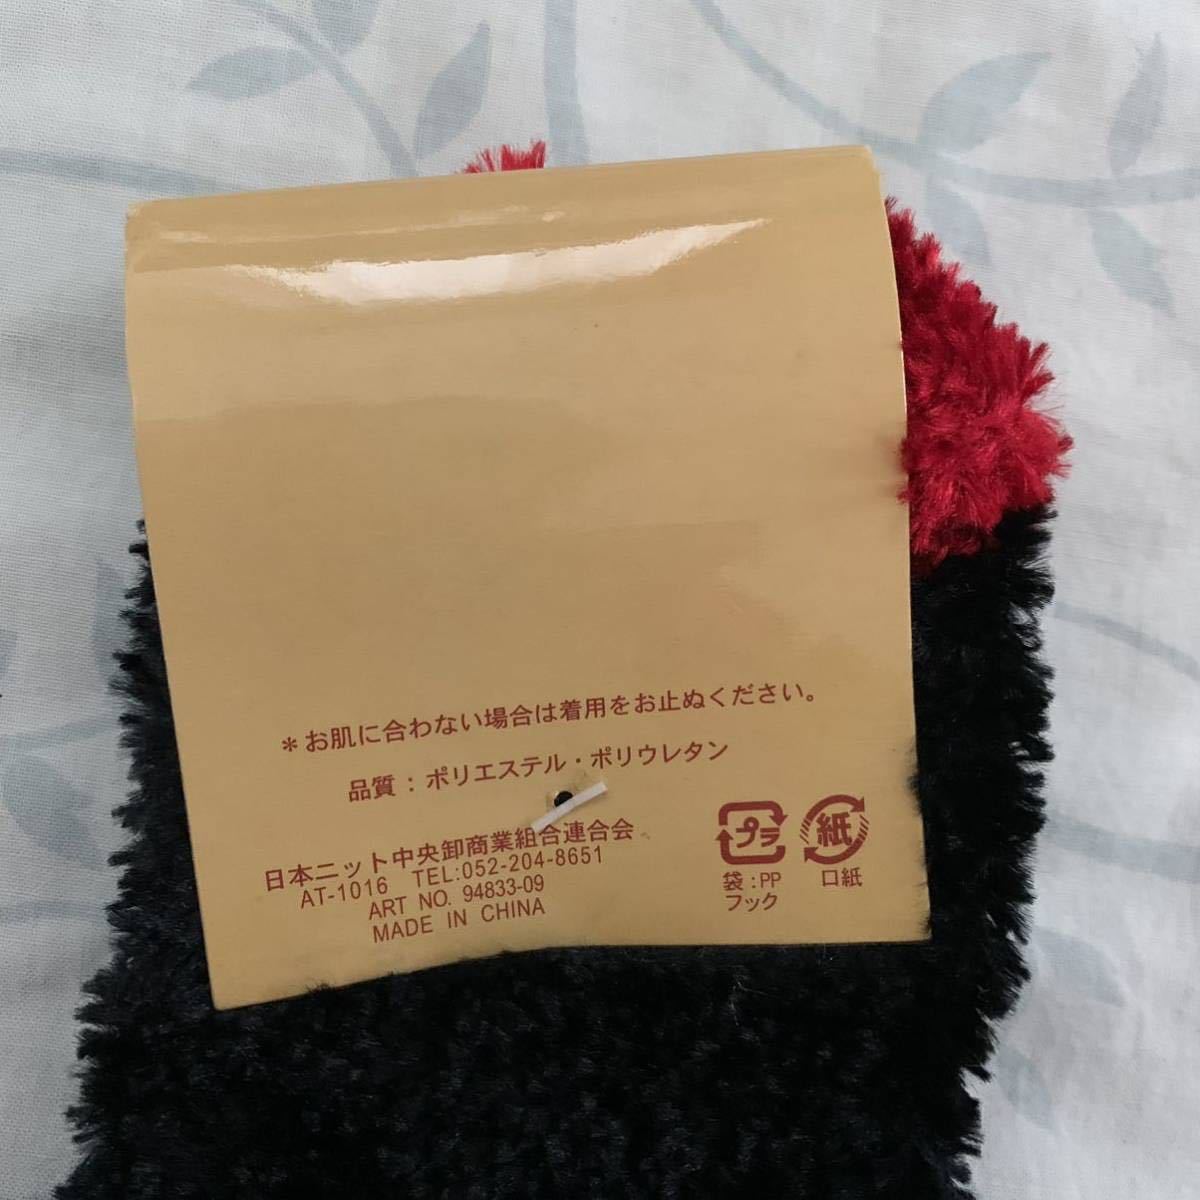 ＊お肌に合わない場合は着用をお止ぬください。
品質：ポリエステル・ポリウレタン
日本ニット中央卸商業組合連合会
AT-1016 TEL:052-204-8651
ART NO. 94833-09
MADE IN CHINA
プラ
袋:PP
フック
紙
口紙